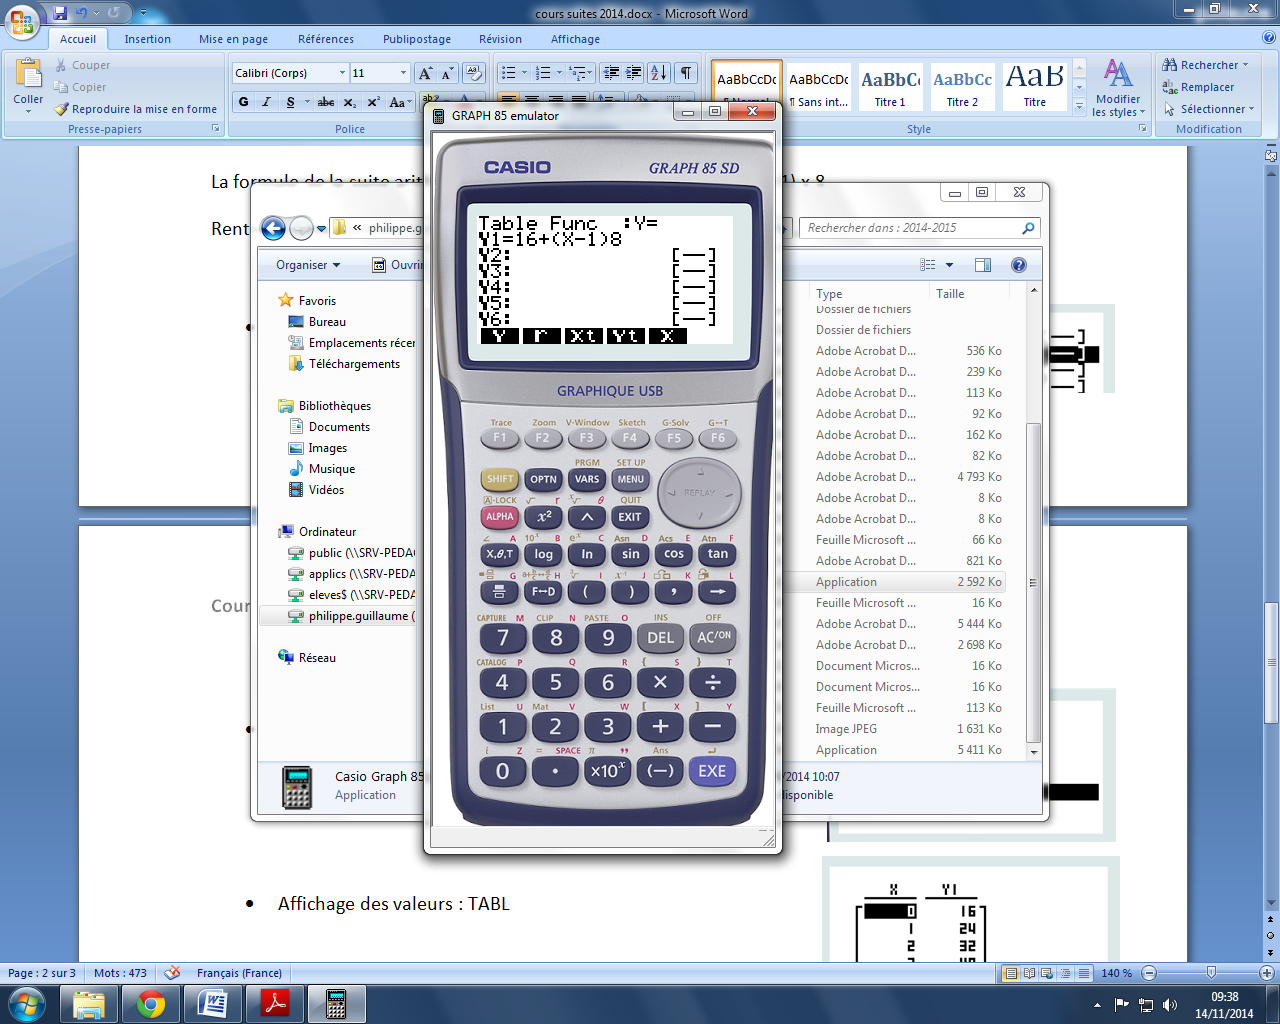 cours suites 2014.docx - Microsoft Word
Accueil Insertion Mise en page Références Publipostage Révision Affichage
Coller
Couper
Copier
Reproduire la mise en forme
Presse-papiers
Calibri (Corps) 11
G I S abc X₂ X² Aa
Police
AaBbCcDc AaBbCcDc AaBbCc AaBbCc AaB
¶ Normal ¶ Sans int... Titre 1 Titre 2 Titre
Modifier les styles
Style
Rechercher
Remplacer
Sélectionner
Modification
La formule de la suite
Rent
Cour
• Affichage des valeurs : TABL
X Y1
0 16
1 24
2 32
« philippe.g
Rechercher dans : 2014-2015
Organiser Ouvrir
Favoris
Bureau
Emplacements récen
Téléchargements
Bibliothèques
Documents
Images
Musique
Vidéos
Ordinateur
public (\\SRV-PEDA
applics (\\SRV-PEDA
eleves$ (\\SRV-PEDA
philippe.guillaume (
Réseau
Type Taille
Dossier de fichiers
Dossier de fichiers
Adobe Acrobat D... 536 Ko
Adobe Acrobat D... 239 Ko
Adobe Acrobat D... 113 Ko
Adobe Acrobat D... 92 Ko
Adobe Acrobat D... 162 Ko
Adobe Acrobat D... 82 Ko
Adobe Acrobat D... 4 793 Ko
Adobe Acrobat D... 8 Ko
Adobe Acrobat D... 8 Ko
Feuille Microsoft ... 66 Ko
Adobe Acrobat D... 821 Ko
Application 2 592 Ko
Feuille Microsoft ... 16 Ko
Adobe Acrobat D... 5 444 Ko
Adobe Acrobat D... 2 698 Ko
Document Micros... 16 Ko
Document Micros... 16 Ko
Feuille Microsoft ... 113 Ko
Image JPEG 1 631 Ko
Application 5 411 Ko
Casio Graph 85
Application
/2014 10:07
disponible
GRAPH 85 emulator
CASIO GRAPH 85 SD
Table Func :Y=
Y1=16+(X-1)8
Y2: [—]
Y3: [—]
Y4: [—]
Y5: [—]
Y6: [—]
Y r Xt Yt X
GRAPHIQUE USB
Trace Zoom V-Window Sketch G-Solv G↔T
F1 F2 F3 F4 F5 F6
PRGM SET UP
SHIFT OPTN VARS MENU
REPLAY
A-LOCK √ r ˣ√ θ QUIT
ALPHA x² ^ EXIT
∠ A 10ˣ B eˣ C Asn D Acs E Atn F
X,θ,T log ln sin cos tan
G H I x⁻¹ J K L
F↔D ( ) , →
CAPTURE M CLIP N PASTE O INS OFF
7 8 9 DEL AC/ON
CATALOG P Q R { S } T
4 5 6 × ÷
List U Mat V W [ X ] Y
1 2 3 + −
i Z = SPACE π " Ans ↵
0 . ×10ˣ (−) EXE
Page : 2 sur 3 Mots : 473 Français (France) 140 %
09:38
14/11/2014